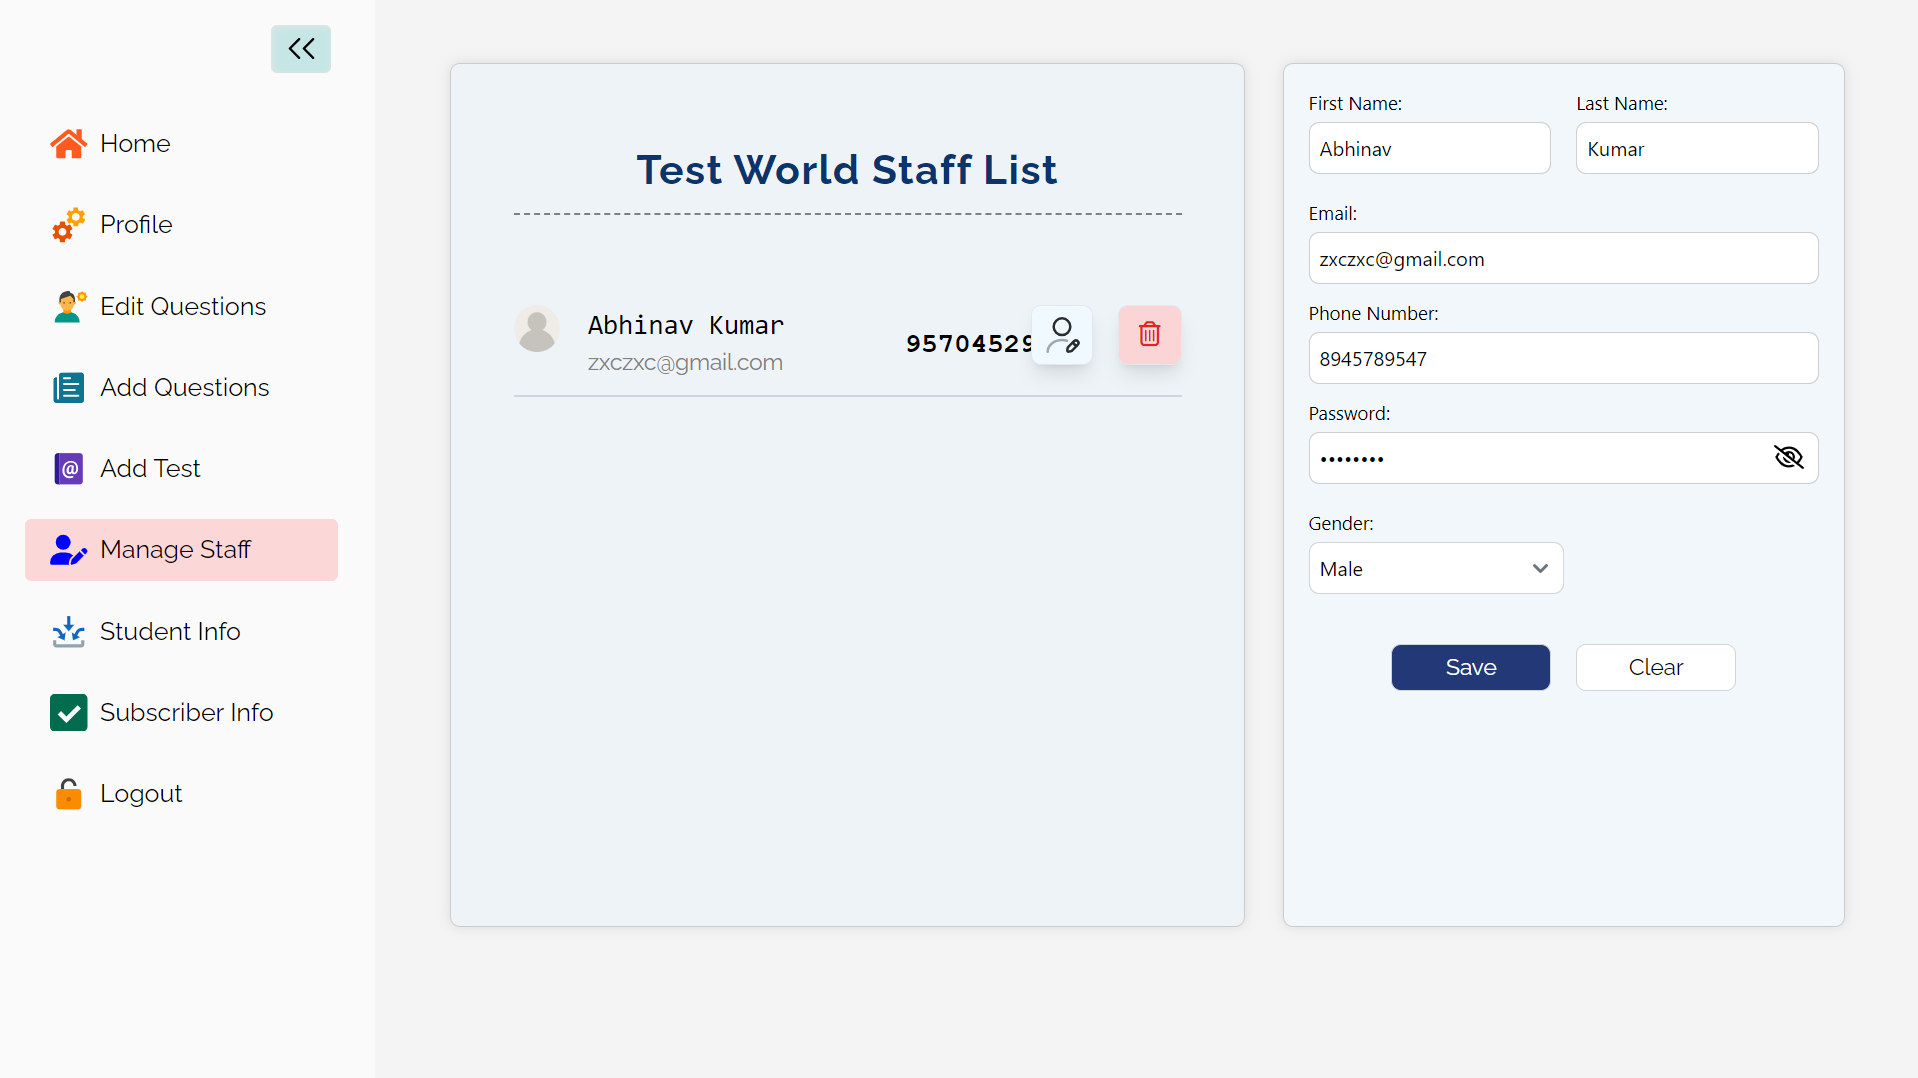 Home
Profile
Edit Questions
Add Questions
Add Test
Manage Staff
Student Info
Subscriber Info
Logout
Test World Staff List
Abhinav Kumar
zxczxc@gmail.com
95704529
First Name:
Last Name:
Abhinav
Kumar
Email:
zxczxc@gmail.com
Phone Number:
8945789547
Password:
••••••••
Gender:
Male
Save
Clear